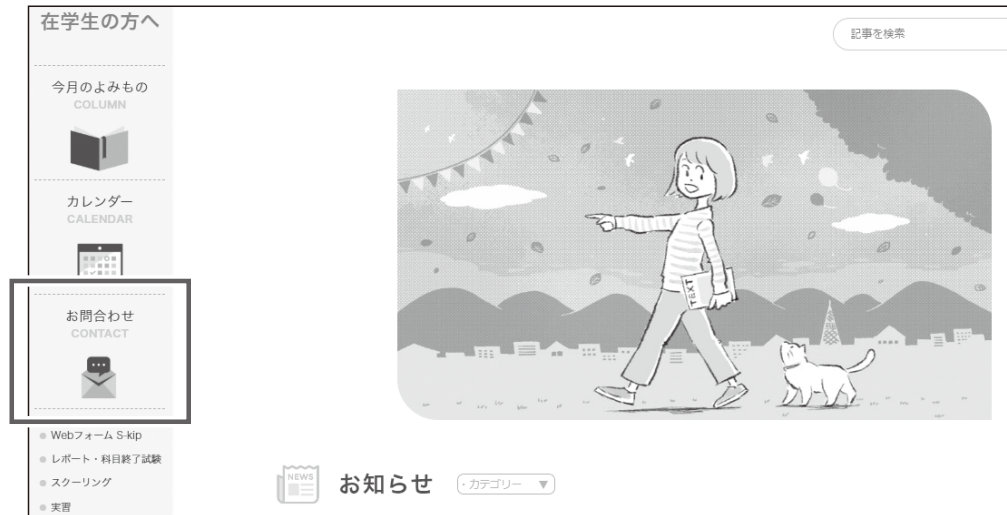 在学生の方へ
記事を検索
今月のよみもの
COLUMN
カレンダー
CALENDAR
お問合わせ
CONTACT
Webフォーム S-kip
レポート・科目終了試験
スクーリング
実習
TEXT
NEWS
お知らせ
・カテゴリー ▼